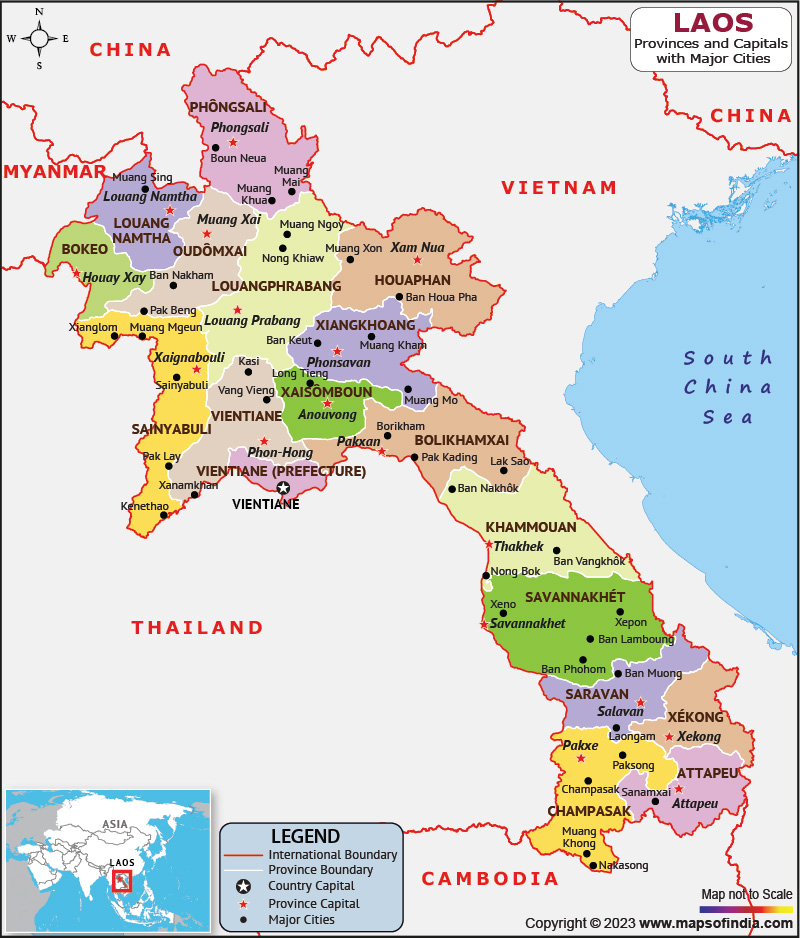 N
W E
S
CHINA
LAOS
Provinces and Capitals
with Major Cities
CHINA
MYANMAR
VIETNAM
PHÔNGSALI
Phongsali
Boun Neua
Muang
Mai
Muang
Khua
Muang Sing
Louang Namtha
LOUANG
NAMTHA
Muang Xai
OUDÔMXAI
BOKEO
Houay Xay
Ban Nakham
Pak Beng
Muang Ngoy
Nong Khiaw
LOUANGPHRABANG
Louang Prabang
Muang Xon
Xam Nua
HOUAPHAN
Ban Houa Pha
Xianglom
Muang Mgeun
XIANGKHOANG
Ban Keut
Muang Kham
Phonsavan
Xaignabouli
Sainyabuli
Kasi
Long Tieng
Vang Vieng
XAISÔMBOUN
Anouvong
Muang Mo
SAINYABULI
VIENTIANE
Borikham
Pakxan
BOLIKHAMXAI
Phon-Hong
Pak Kading
Lak Sao
Pak Lay
VIENTIANE (PREFECTURE)
Xanamkhan
VIENTIANE
Kenethao
Ban Nakhôk
KHAMMOUAN
Thakhek
Ban Vangkhôk
Nong Bok
SAVANNAKHÉT
Xeno
Savannakhet
Xepon
Ban Lamboung
Ban Phohom
Ban Muong
SARAVAN
Salavan
XÉKONG
Laongam
Xekong
Pakxe
Paksong
ATTAPEU
Champasak
Sanamxai
Attapeu
CHAMPASAK
Muang
Khong
Nakasong
South
China
Sea
THAILAND
CAMBODIA
ASIA
LAOS
LEGEND
International Boundary
Province Boundary
Country Capital
Province Capital
Major Cities
Map not to Scale
Copyright © 2023 www.mapsofindia.com